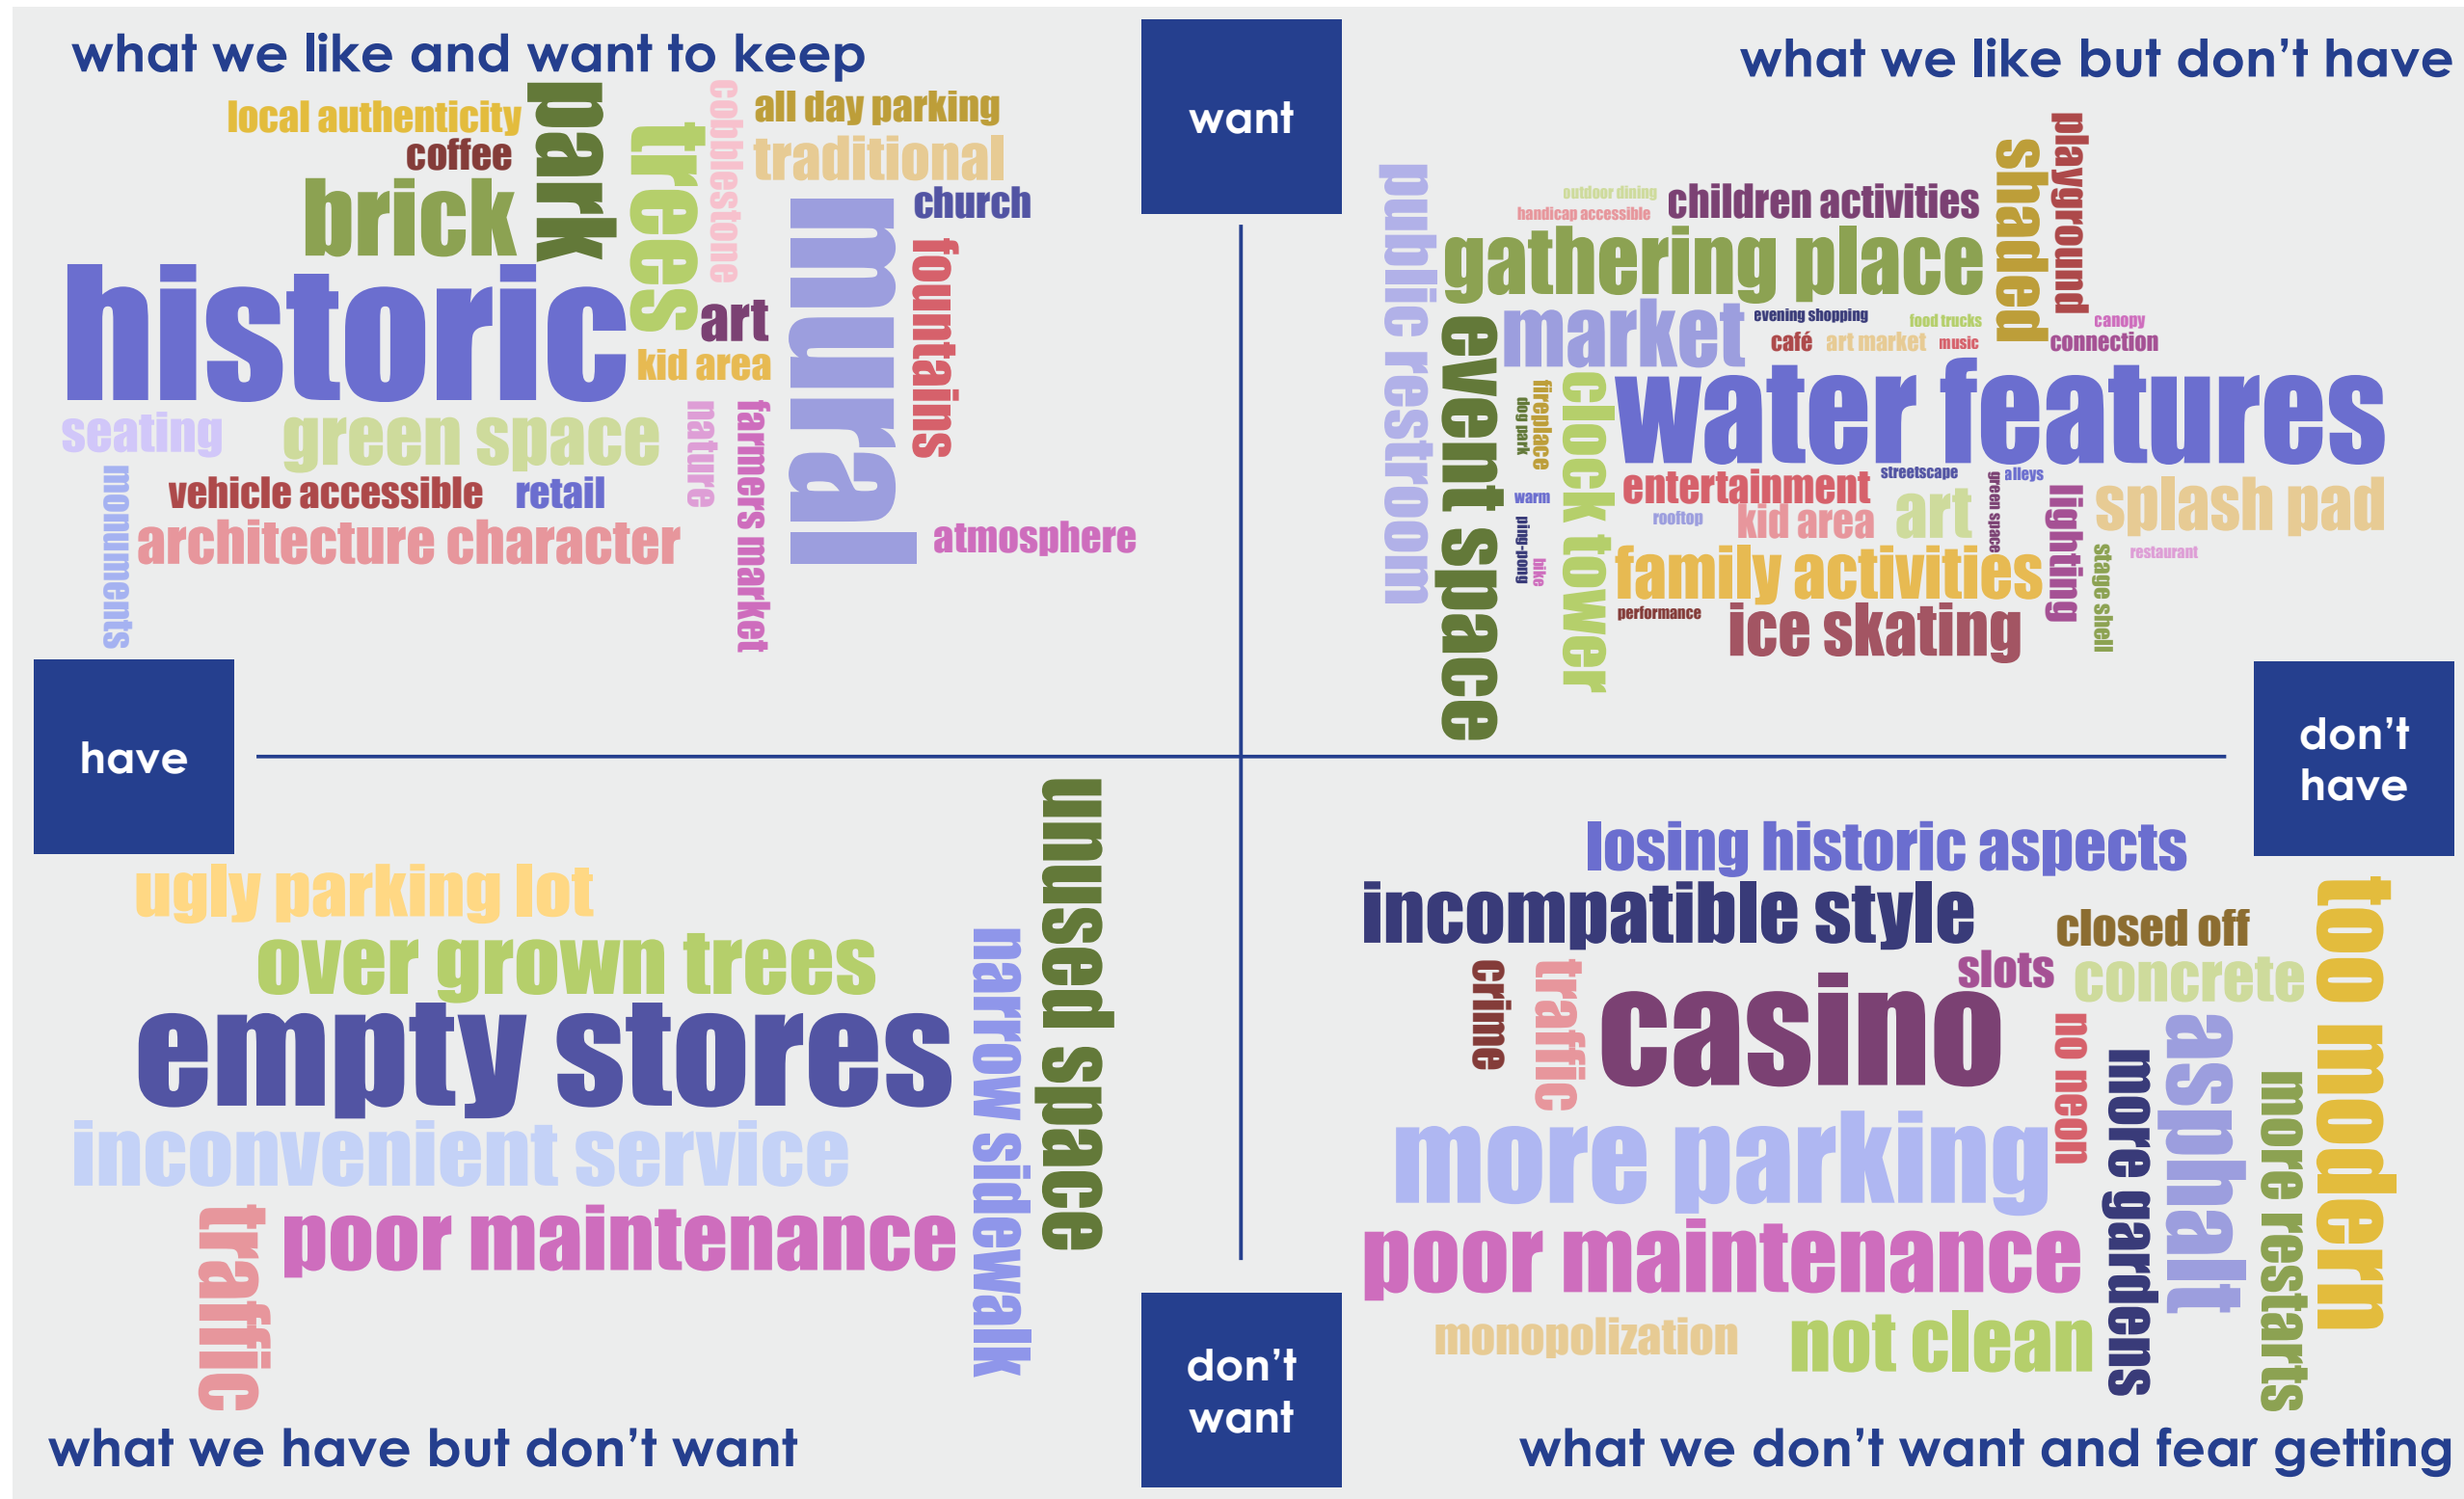 what we like and want to keep
local authenticity
park
cobblestone
all day parking
coffee
trees
traditional
brick
church
mural
historic
fountains
art
kid area
seating
green space
nature
farmers market
monuments
vehicle accessible
retail
architecture character
atmosphere
want
what we like but don’t have
playground
shaded
public restroom
outdoor dining
children activities
handicap accessible
gathering place
event space
market
evening shopping
food trucks
canopy
café
art market
music
connection
water features
fireplace
dog park
clock tower
entertainment
streetscape
green space
alleys
warm
rooftop
kid area
art
lighting
splash pad
ping-pong
bike
family activities
stage shell
restaurant
performance
ice skating
have
don’t
have
unused space
ugly parking lot
over grown trees
narrow sidewalk
empty stores
inconvenient service
traffic
poor maintenance
what we have but don’t want
don’t
want
losing historic aspects
incompatible style
closed off
too modern
crime
traffic
casino
slots
concrete
no neon
more gardens
asphalt
more restarts
more parking
poor maintenance
monopolization
not clean
what we don’t want and fear getting